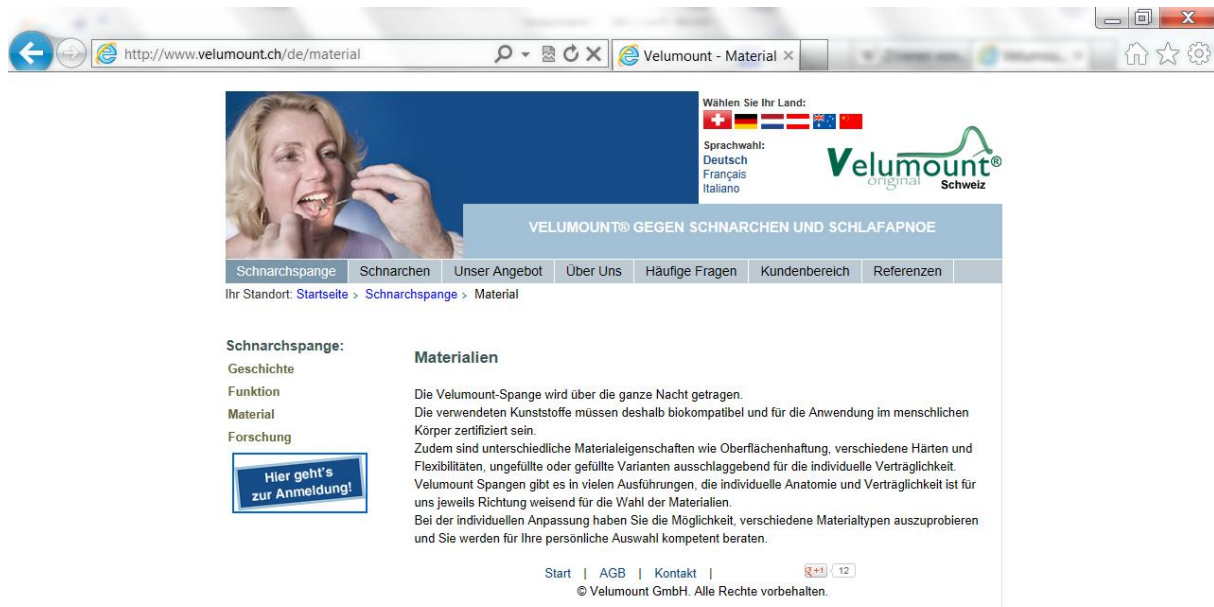 http://www.velumount.ch/de/material
Velumount - Material
Wählen Sie Ihr Land:
Sprachwahl:
Deutsch
Français
Italiano
Velumount®
original Schweiz
VELUMOUNT® GEGEN SCHNARCHEN UND SCHLAFAPNOE
Schnarchspange Schnarchen Unser Angebot Über Uns Häufige Fragen Kundenbereich Referenzen
Ihr Standort: Startseite > Schnarchspange > Material
Schnarchspange:
Geschichte
Funktion
Material
Forschung
Hier geht's
zur Anmeldung!
Materialien
Die Velumount-Spange wird über die ganze Nacht getragen.
Die verwendeten Kunststoffe müssen deshalb biokompatibel und für die Anwendung im menschlichen
Körper zertifiziert sein.
Zudem sind unterschiedliche Materialeigenschaften wie Oberflächenhaftung, verschiedene Härten und
Flexibilitäten, ungefüllte oder gefüllte Varianten ausschlaggebend für die individuelle Verträglichkeit.
Velumount Spangen gibt es in vielen Ausführungen, die individuelle Anatomie und Verträglichkeit ist für
uns jeweils Richtung weisend für die Wahl der Materialien.
Bei der individuellen Anpassung haben Sie die Möglichkeit, verschiedene Materialtypen auszuprobieren
und Sie werden für Ihre persönliche Auswahl kompetent beraten.
Start | AGB | Kontakt | +1 12
© Velumount GmbH. Alle Rechte vorbehalten.